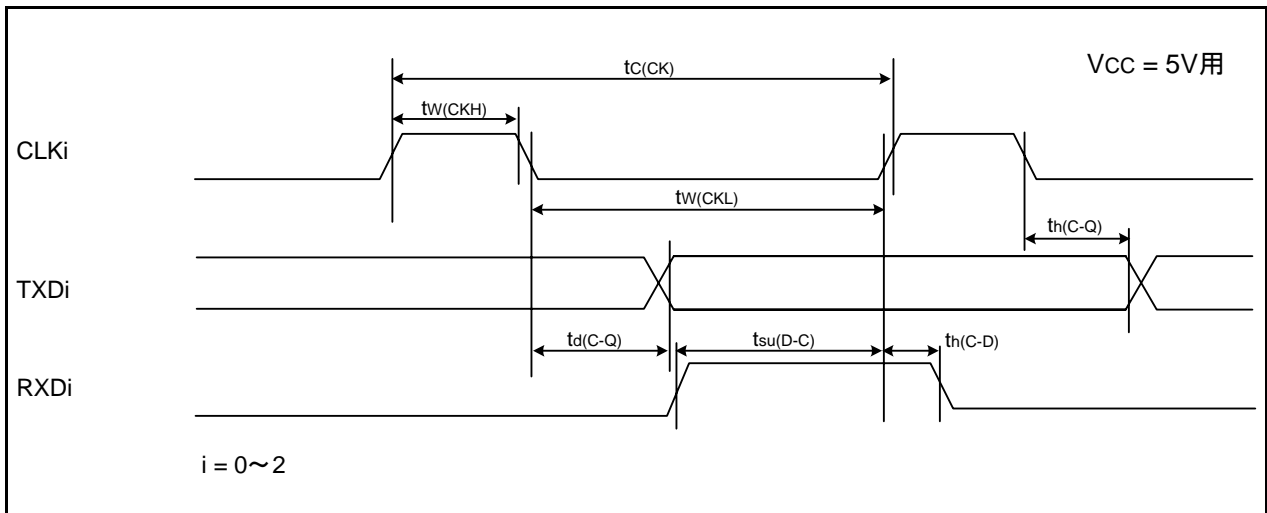 tC(CK)
VCC = 5V用
tW(CKH)
CLKi
tW(CKL)
th(C-Q)
TXDi
td(C-Q)
tsu(D-C)
th(C-D)
RXDi
i = 0～2